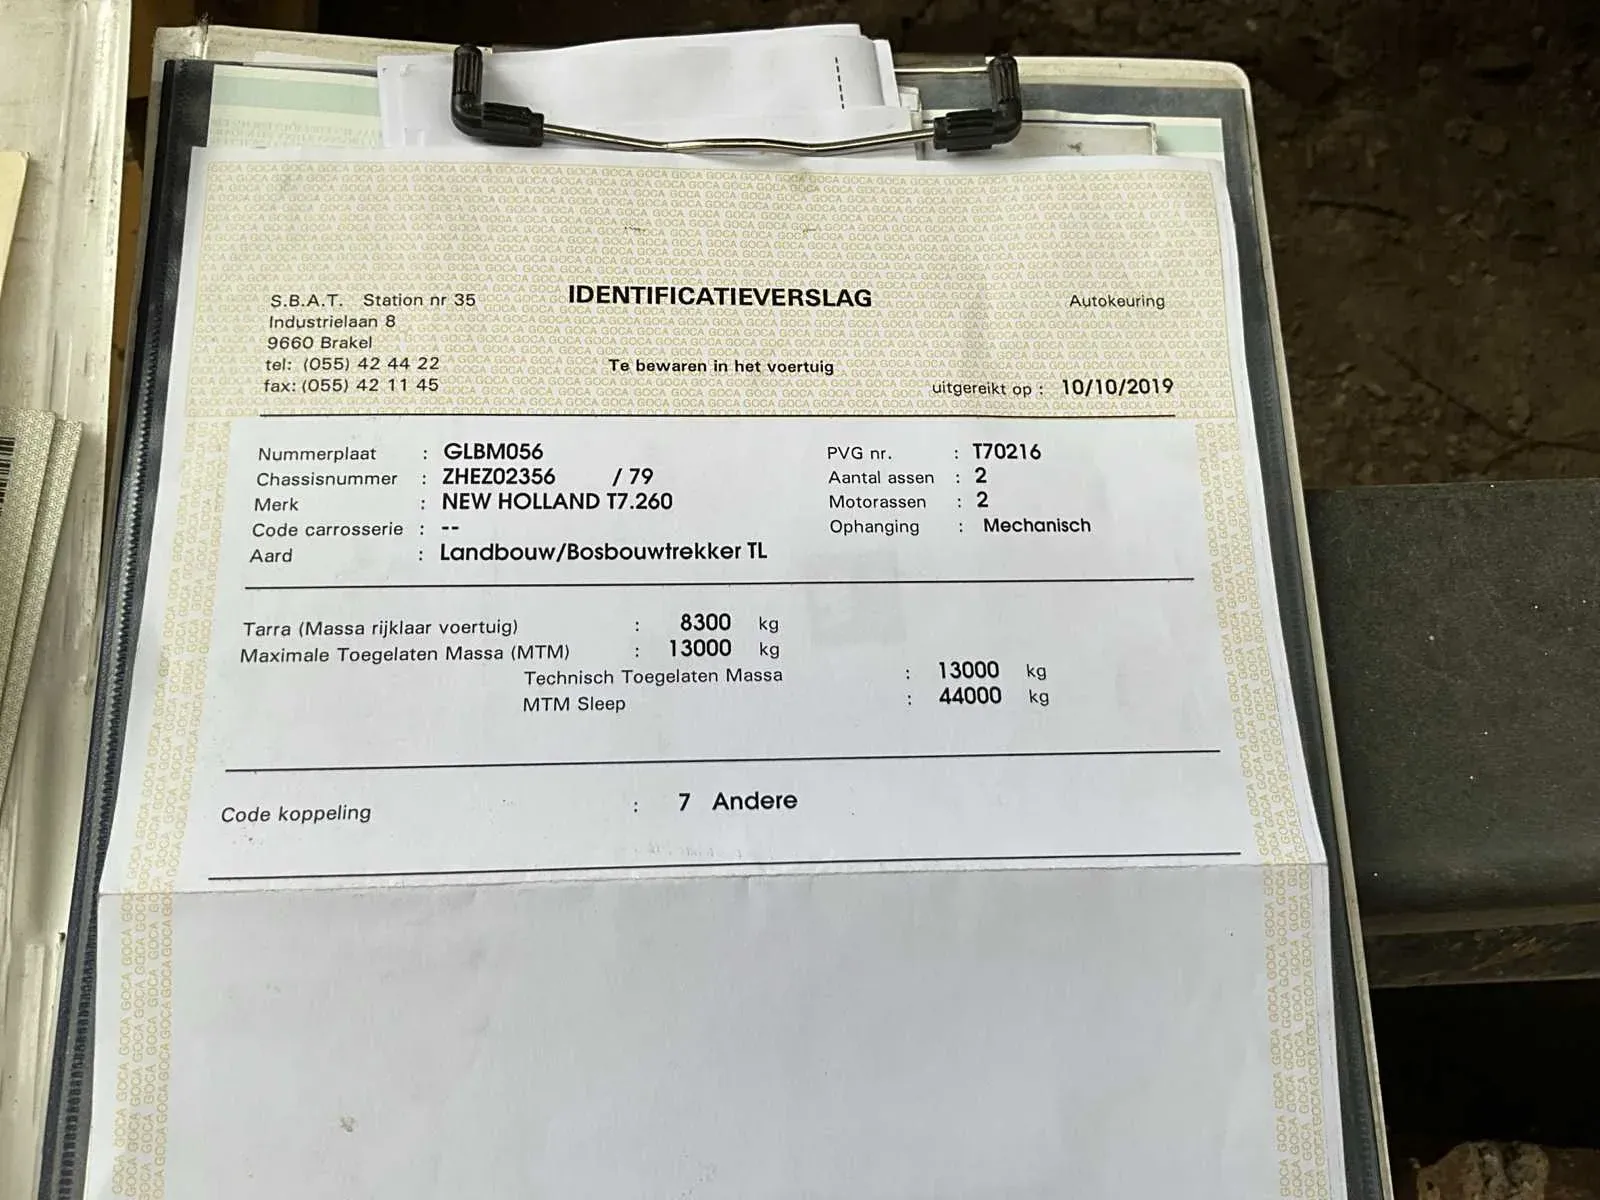 S.B.A.T. Station nr 35
Industrielaan 8
9660 Brakel
tel: (055) 42 44 22
fax: (055) 42 11 45
IDENTIFICATIEVERSLAG
Te bewaren in het voertuig
Autokeuring
uitgereikt op : 10/10/2019
Nummerplaat : GLBM056
Chassisnummer : ZHEZ02356 / 79
Merk : NEW HOLLAND T7.260
Code carrosserie : --
Aard : Landbouw/Bosbouwtrekker TL
PVG nr. : T70216
Aantal assen : 2
Motorassen : 2
Ophanging : Mechanisch
Tarra (Massa rijklaar voertuig) : 8300 kg
Maximale Toegelaten Massa (MTM) : 13000 kg
Technisch Toegelaten Massa : 13000 kg
MTM Sleep : 44000 kg
Code koppeling : 7 Andere